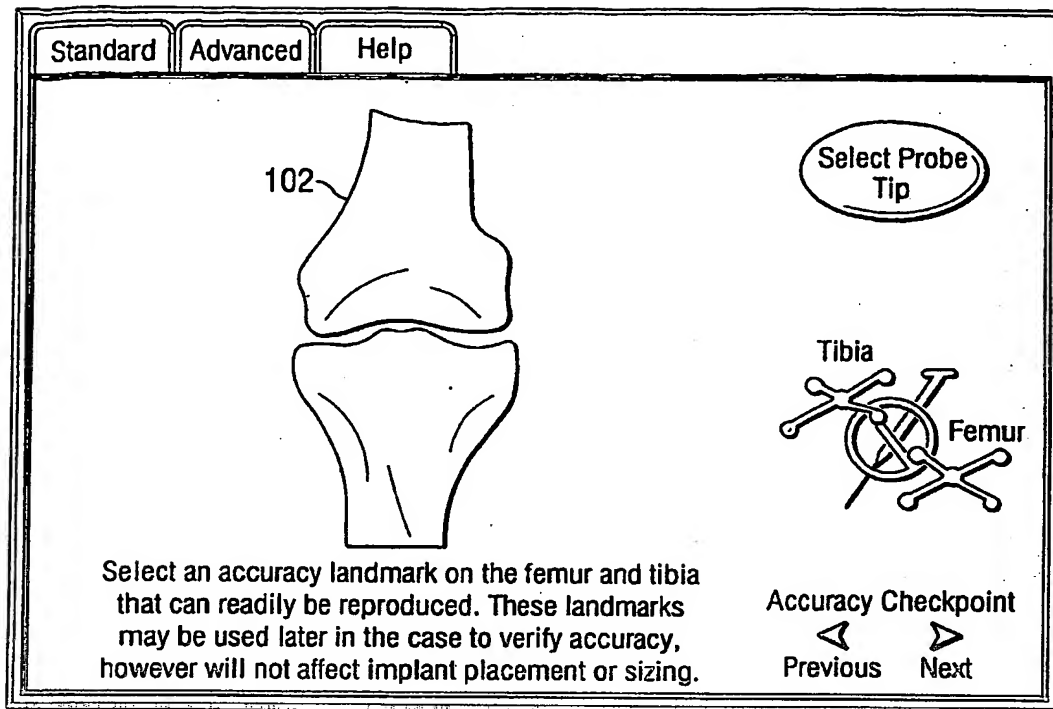 Standard
Advanced
Help
102
Select Probe
Tip
Tibia
Femur
Select an accuracy landmark on the femur and tibia
that can readily be reproduced. These landmarks
may be used later in the case to verify accuracy,
however will not affect implant placement or sizing.
Accuracy Checkpoint
Previous
Next